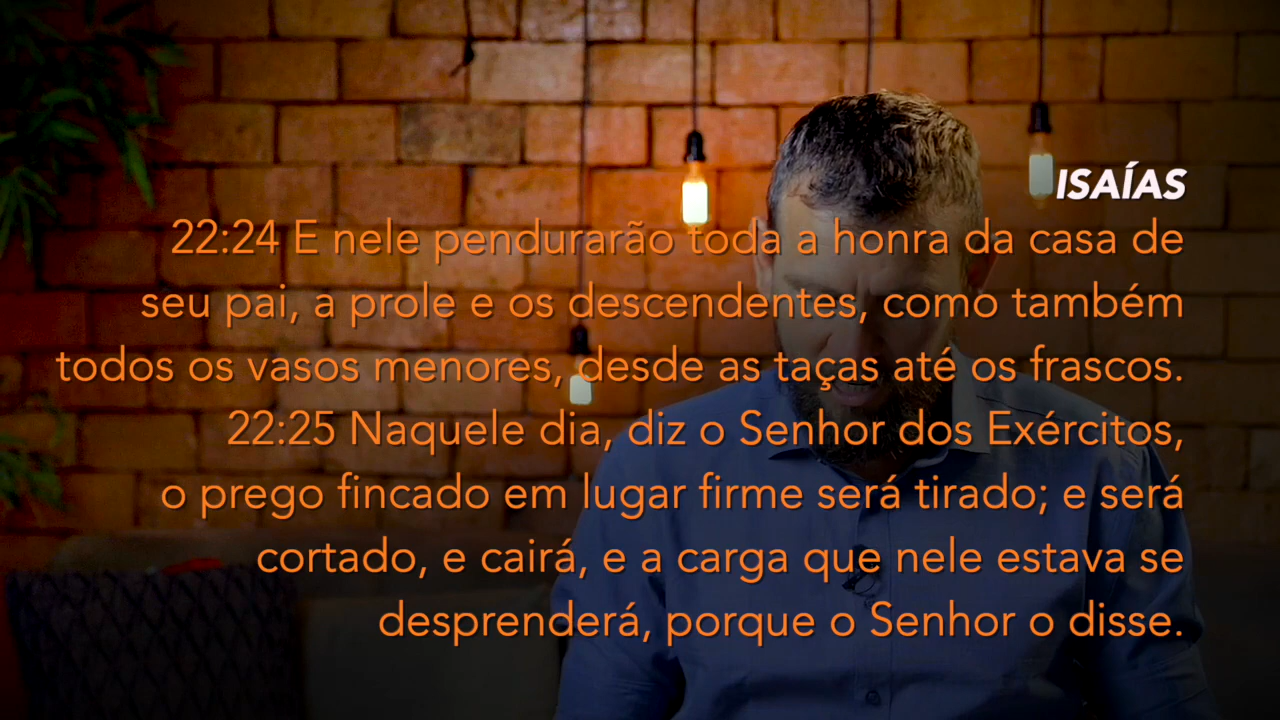 ISAÍAS
22:24 E nele pendurarão toda a honra da casa de
seu pai, a prole e os descendentes, como também
todos os vasos menores, desde as taças até os frascos.
22:25 Naquele dia, diz o Senhor dos Exércitos,
o prego fincado em lugar firme será tirado; e será
cortado, e cairá, e a carga que nele estava se
desprenderá, porque o Senhor o disse.